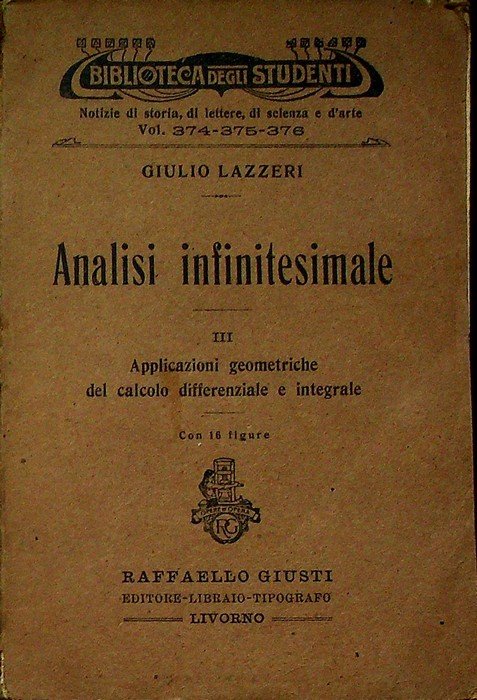 BIBLIOTECA DEGLI STUDENTI
Notizie di storia, di lettere, di scienza e d'arte
Vol. 374-375-376
GIULIO LAZZERI
Analisi infinitesimale
III
Applicazioni geometriche
del calcolo differenziale e integrale
Con 16 figure
RG
RAFFAELLO GIUSTI
EDITORE-LIBRAIO-TIPOGRAFO
LIVORNO